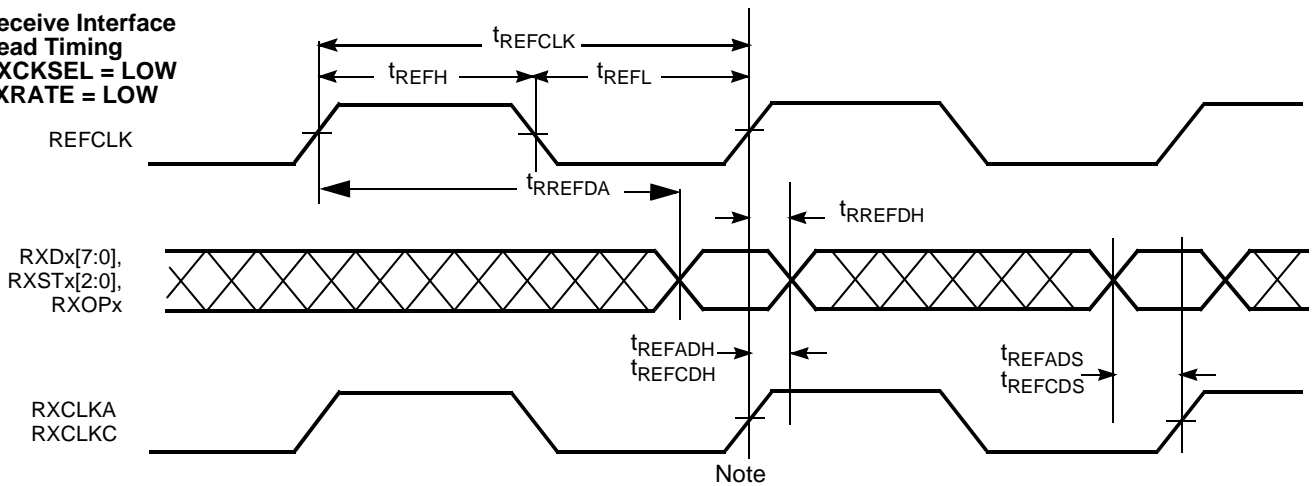 eceive Interface
ead Timing
XCKSEL = LOW
XRATE = LOW
tREFCLK
tREFH
tREFL
REFCLK
tRREFDA
tRREFDH
RXDx[7:0],
RXSTx[2:0],
RXOPx
tREFADH
tREFCDH
tREFADS
tREFCDS
RXCLKA
RXCLKC
Note